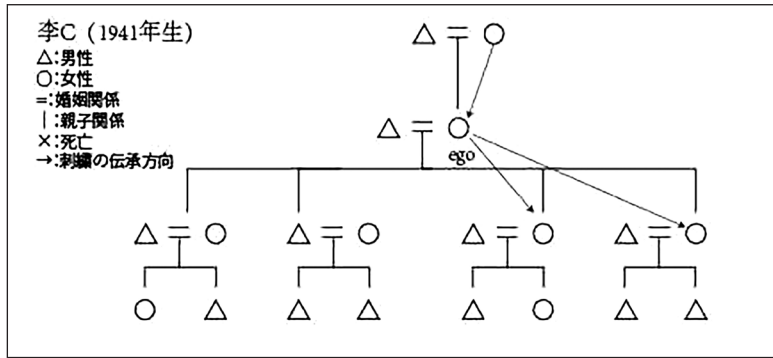 李C（1941年生）
△:男性
○:女性
=:婚姻関係
|:親子関係
×:死亡
→:刺繍の伝承方向
ego